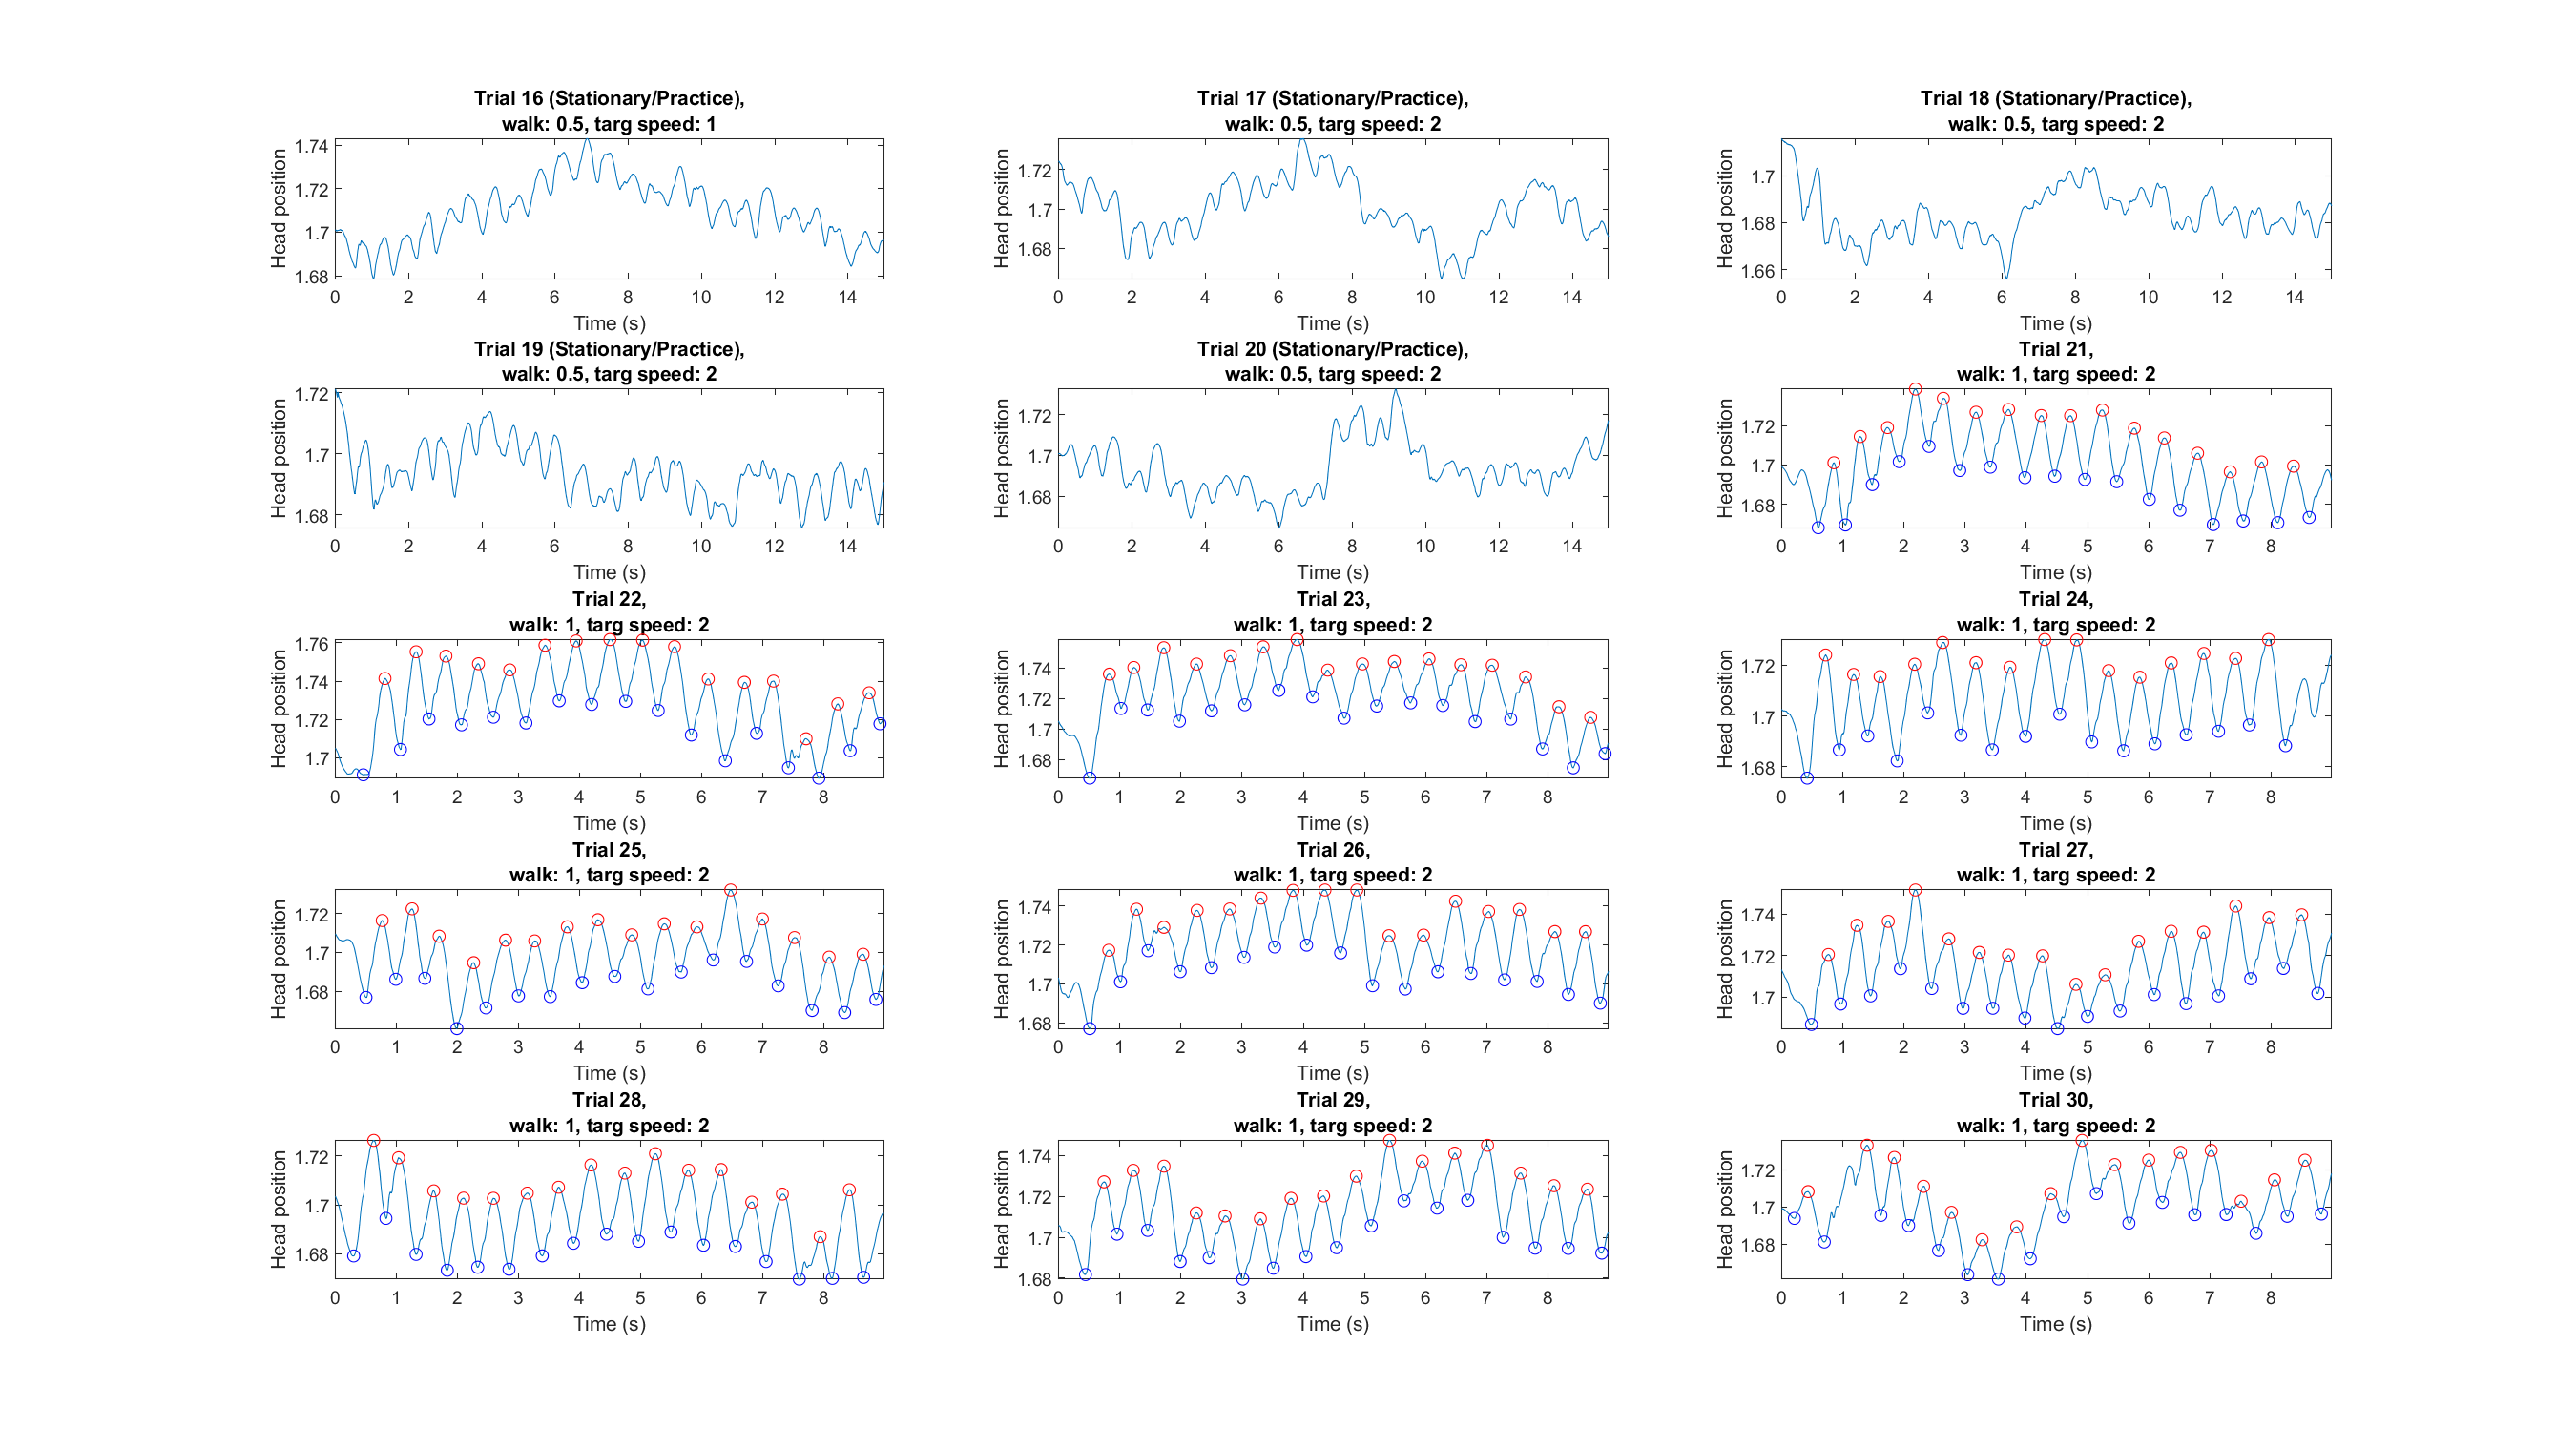 Trial 16 (Stationary/Practice),
walk: 0.5, targ speed: 1
Head position
1.74
1.72
1.7
1.68
0 2 4 6 8 10 12 14
Time (s)
Trial 17 (Stationary/Practice),
walk: 0.5, targ speed: 2
Head position
1.72
1.7
1.68
0 2 4 6 8 10 12 14
Time (s)
Trial 18 (Stationary/Practice),
walk: 0.5, targ speed: 2
Head position
1.7
1.68
1.66
0 2 4 6 8 10 12 14
Time (s)
Trial 19 (Stationary/Practice),
walk: 0.5, targ speed: 2
Head position
1.72
1.7
1.68
0 2 4 6 8 10 12 14
Time (s)
Trial 20 (Stationary/Practice),
walk: 0.5, targ speed: 2
Head position
1.72
1.7
1.68
0 2 4 6 8 10 12 14
Time (s)
Trial 21,
walk: 1, targ speed: 2
Head position
1.72
1.7
1.68
0 1 2 3 4 5 6 7 8
Time (s)
Trial 22,
walk: 1, targ speed: 2
Head position
1.76
1.74
1.72
1.7
0 1 2 3 4 5 6 7 8
Time (s)
Trial 23,
walk: 1, targ speed: 2
Head position
1.74
1.72
1.7
1.68
0 1 2 3 4 5 6 7 8
Time (s)
Trial 24,
walk: 1, targ speed: 2
Head position
1.72
1.7
1.68
0 1 2 3 4 5 6 7 8
Time (s)
Trial 25,
walk: 1, targ speed: 2
Head position
1.72
1.7
1.68
0 1 2 3 4 5 6 7 8
Time (s)
Trial 26,
walk: 1, targ speed: 2
Head position
1.74
1.72
1.7
1.68
0 1 2 3 4 5 6 7 8
Time (s)
Trial 27,
walk: 1, targ speed: 2
Head position
1.74
1.72
1.7
0 1 2 3 4 5 6 7 8
Time (s)
Trial 28,
walk: 1, targ speed: 2
Head position
1.72
1.7
1.68
0 1 2 3 4 5 6 7 8
Time (s)
Trial 29,
walk: 1, targ speed: 2
Head position
1.74
1.72
1.7
1.68
0 1 2 3 4 5 6 7 8
Time (s)
Trial 30,
walk: 1, targ speed: 2
Head position
1.72
1.7
1.68
0 1 2 3 4 5 6 7 8
Time (s)